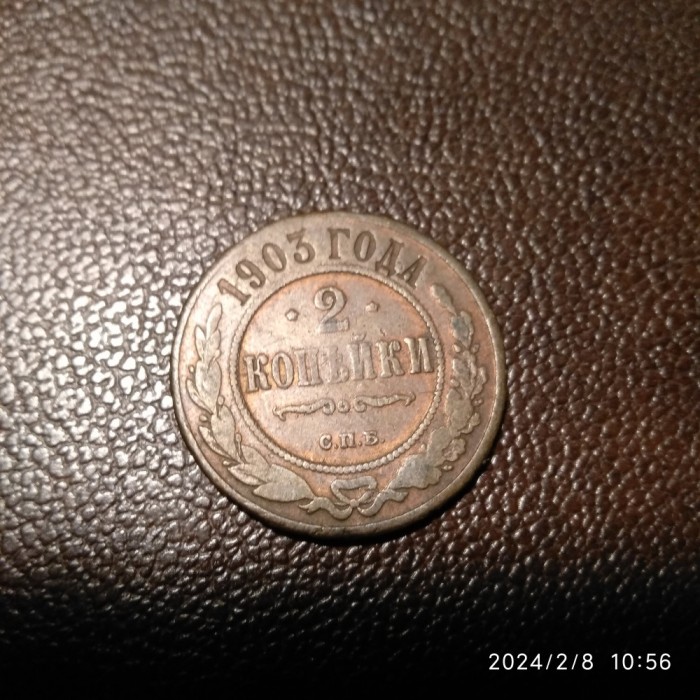 1903 ГОДА
· 2 ·
КОПѢЙКИ
С.П.Б.
2024/2/8 10:56